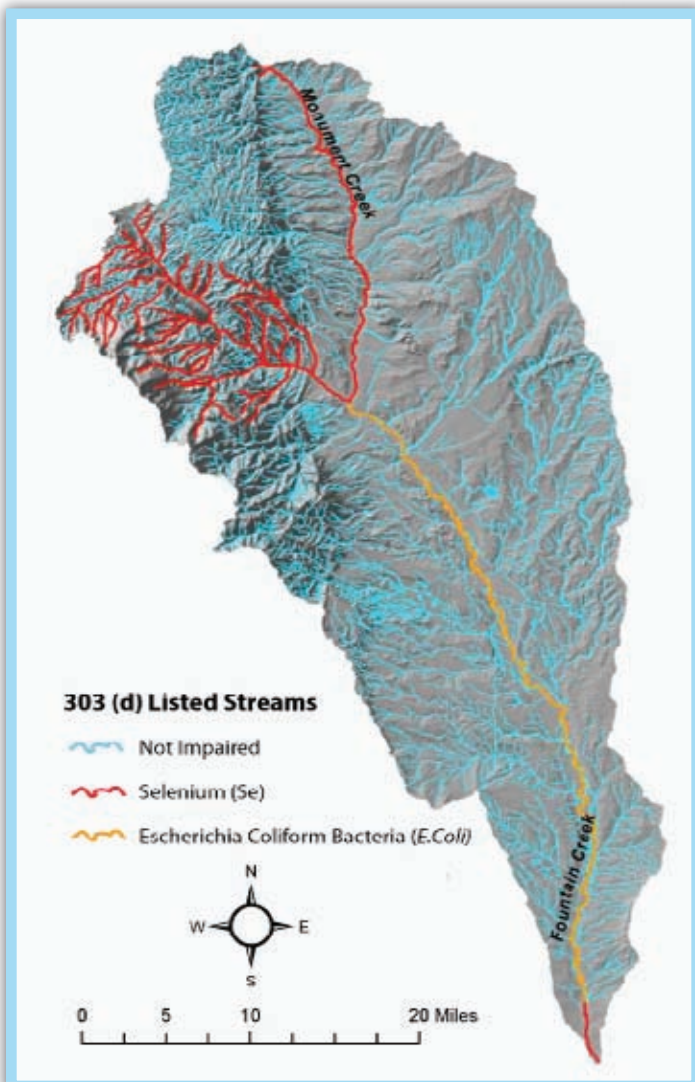 Monument Creek
303 (d) Listed Streams
Not Impaired
Selenium (Se)
Escherichia Coliform Bacteria (E.Coli)
Fountain Creek
N
W E
S
0 5 10 20 Miles